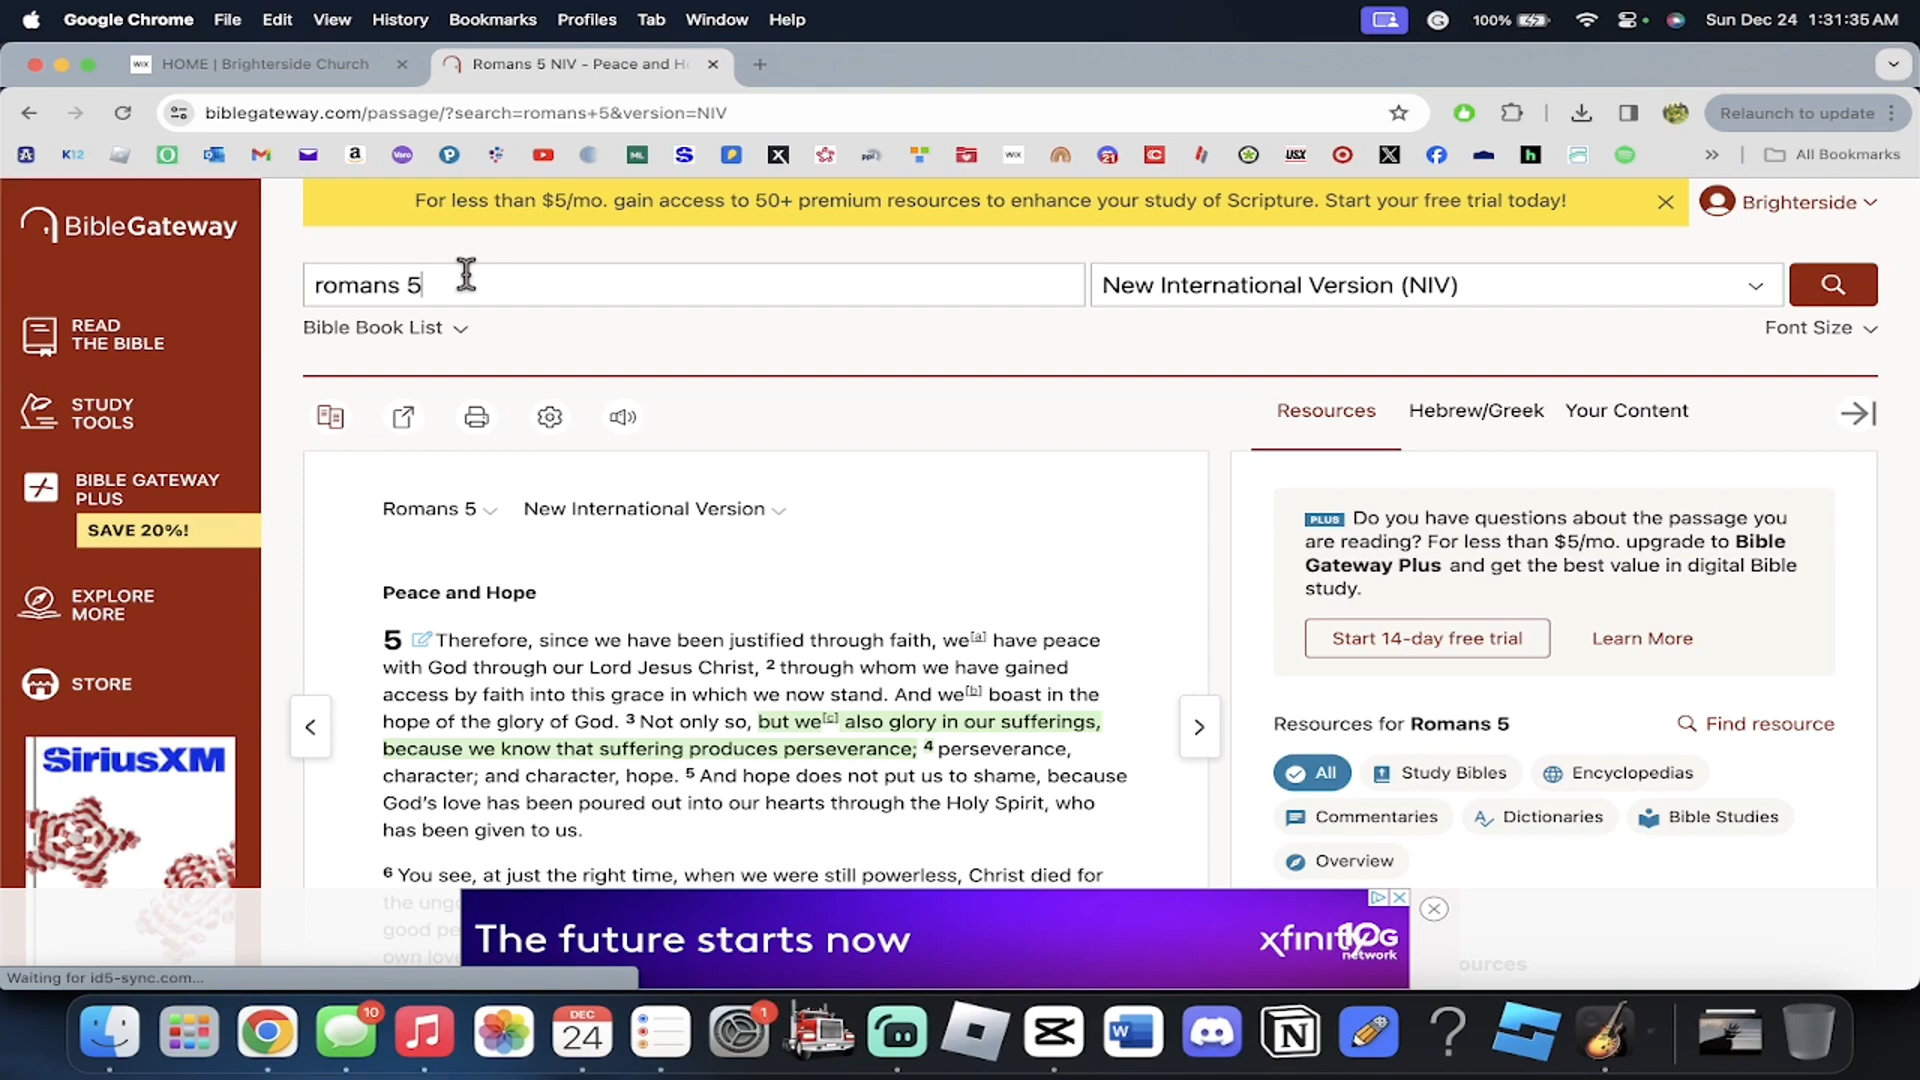 Google Chrome File Edit View History Bookmarks Profiles Tab Window Help 100% Sun Dec 24 1:31:35 AM
WIX HOME | Brighterside Church Romans 5 NIV - Peace and H
biblegateway.com/passage/?search=romans+5&version=NIV Relaunch to update
K12 a Varo ML S X ppl WIX 21 USX X h All Bookmarks
For less than $5/mo. gain access to 50+ premium resources to enhance your study of Scripture. Start your free trial today! Brighterside
BibleGateway
romans 5 New International Version (NIV)
Bible Book List Font Size
READ
THE BIBLE
STUDY
TOOLS
BIBLE GATEWAY
PLUS
SAVE 20%!
EXPLORE
MORE
STORE
SiriusXM
Resources Hebrew/Greek Your Content
Romans 5 New International Version
Peace and Hope
5 Therefore, since we have been justified through faith, we[a] have peace
with God through our Lord Jesus Christ, 2 through whom we have gained
access by faith into this grace in which we now stand. And we[b] boast in the
hope of the glory of God. 3 Not only so, but we[c] also glory in our sufferings,
because we know that suffering produces perseverance; 4 perseverance,
character; and character, hope. 5 And hope does not put us to shame, because
God's love has been poured out into our hearts through the Holy Spirit, who
has been given to us.
6 You see, at just the right time, when we were still powerless, Christ died for
good
own
PLUS Do you have questions about the passage you
are reading? For less than $5/mo. upgrade to Bible
Gateway Plus and get the best value in digital Bible
study.
Start 14-day free trial Learn More
Resources for Romans 5 Find resource
All Study Bibles Encyclopedias
Commentaries Dictionaries Bible Studies
Overview
The future starts now xfinity 10G
network
Waiting for id5-sync.com...
10 DEC 24 1 W N ?